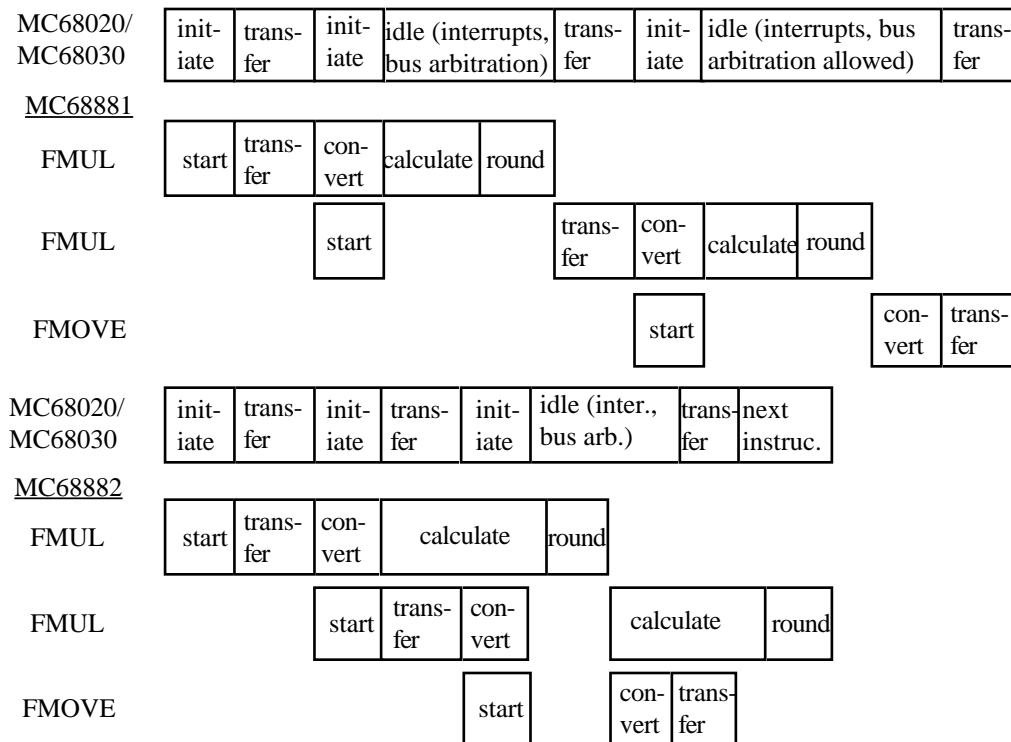 MC68020/
MC68030
init-
iate
trans-
fer
init-
iate
idle (interrupts,
bus arbitration)
trans-
fer
init-
iate
idle (interrupts, bus
arbitration allowed)
trans-
fer
MC68881
FMUL
start
trans-
fer
con-
vert
calculate
round
FMUL
start
trans-
fer
con-
vert
calculate
round
FMOVE
start
con-
vert
trans-
fer
MC68020/
MC68030
init-
iate
trans-
fer
init-
iate
trans-
fer
init-
iate
idle (inter.,
bus arb.)
trans-
fer
next
instruc.
MC68882
FMUL
start
trans-
fer
con-
vert
calculate
round
FMUL
start
trans-
fer
con-
vert
calculate
round
FMOVE
start
con-
vert
trans-
fer